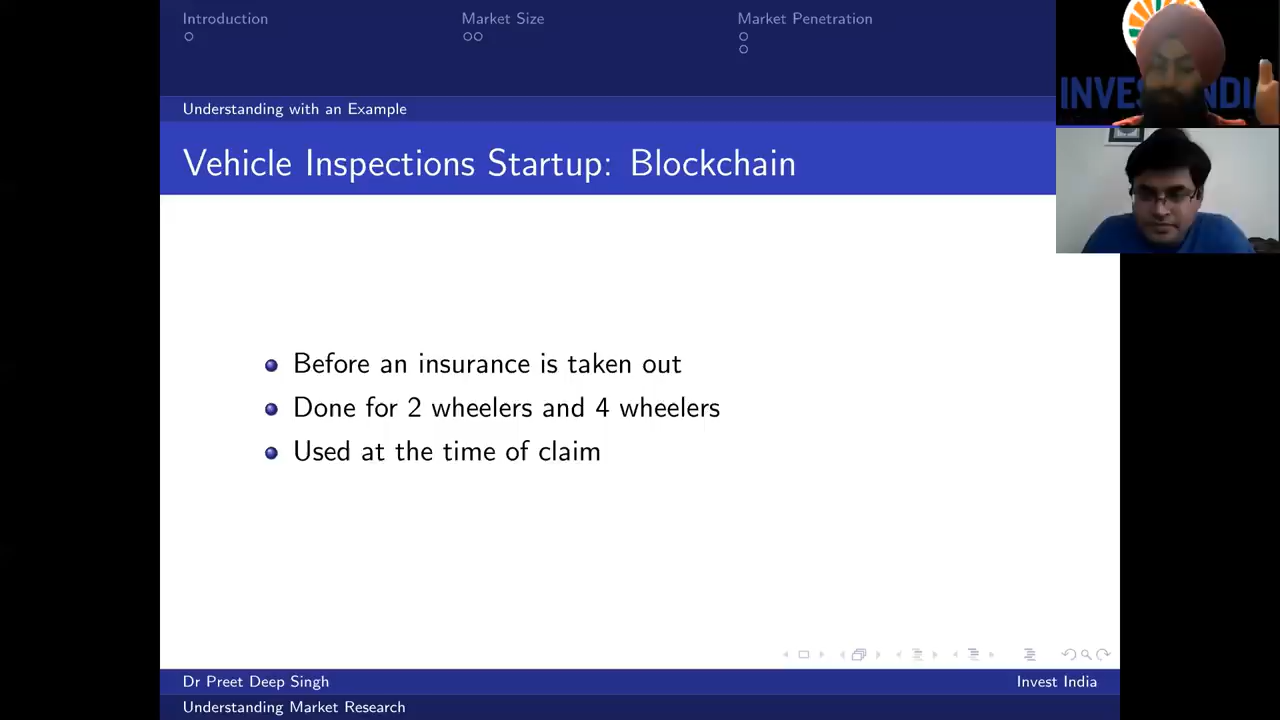 Introduction
Market Size
Market Penetration
Understanding with an Example
Vehicle Inspections Startup: Blockchain
Before an insurance is taken out
Done for 2 wheelers and 4 wheelers
Used at the time of claim
Dr Preet Deep Singh
Invest India
Understanding Market Research